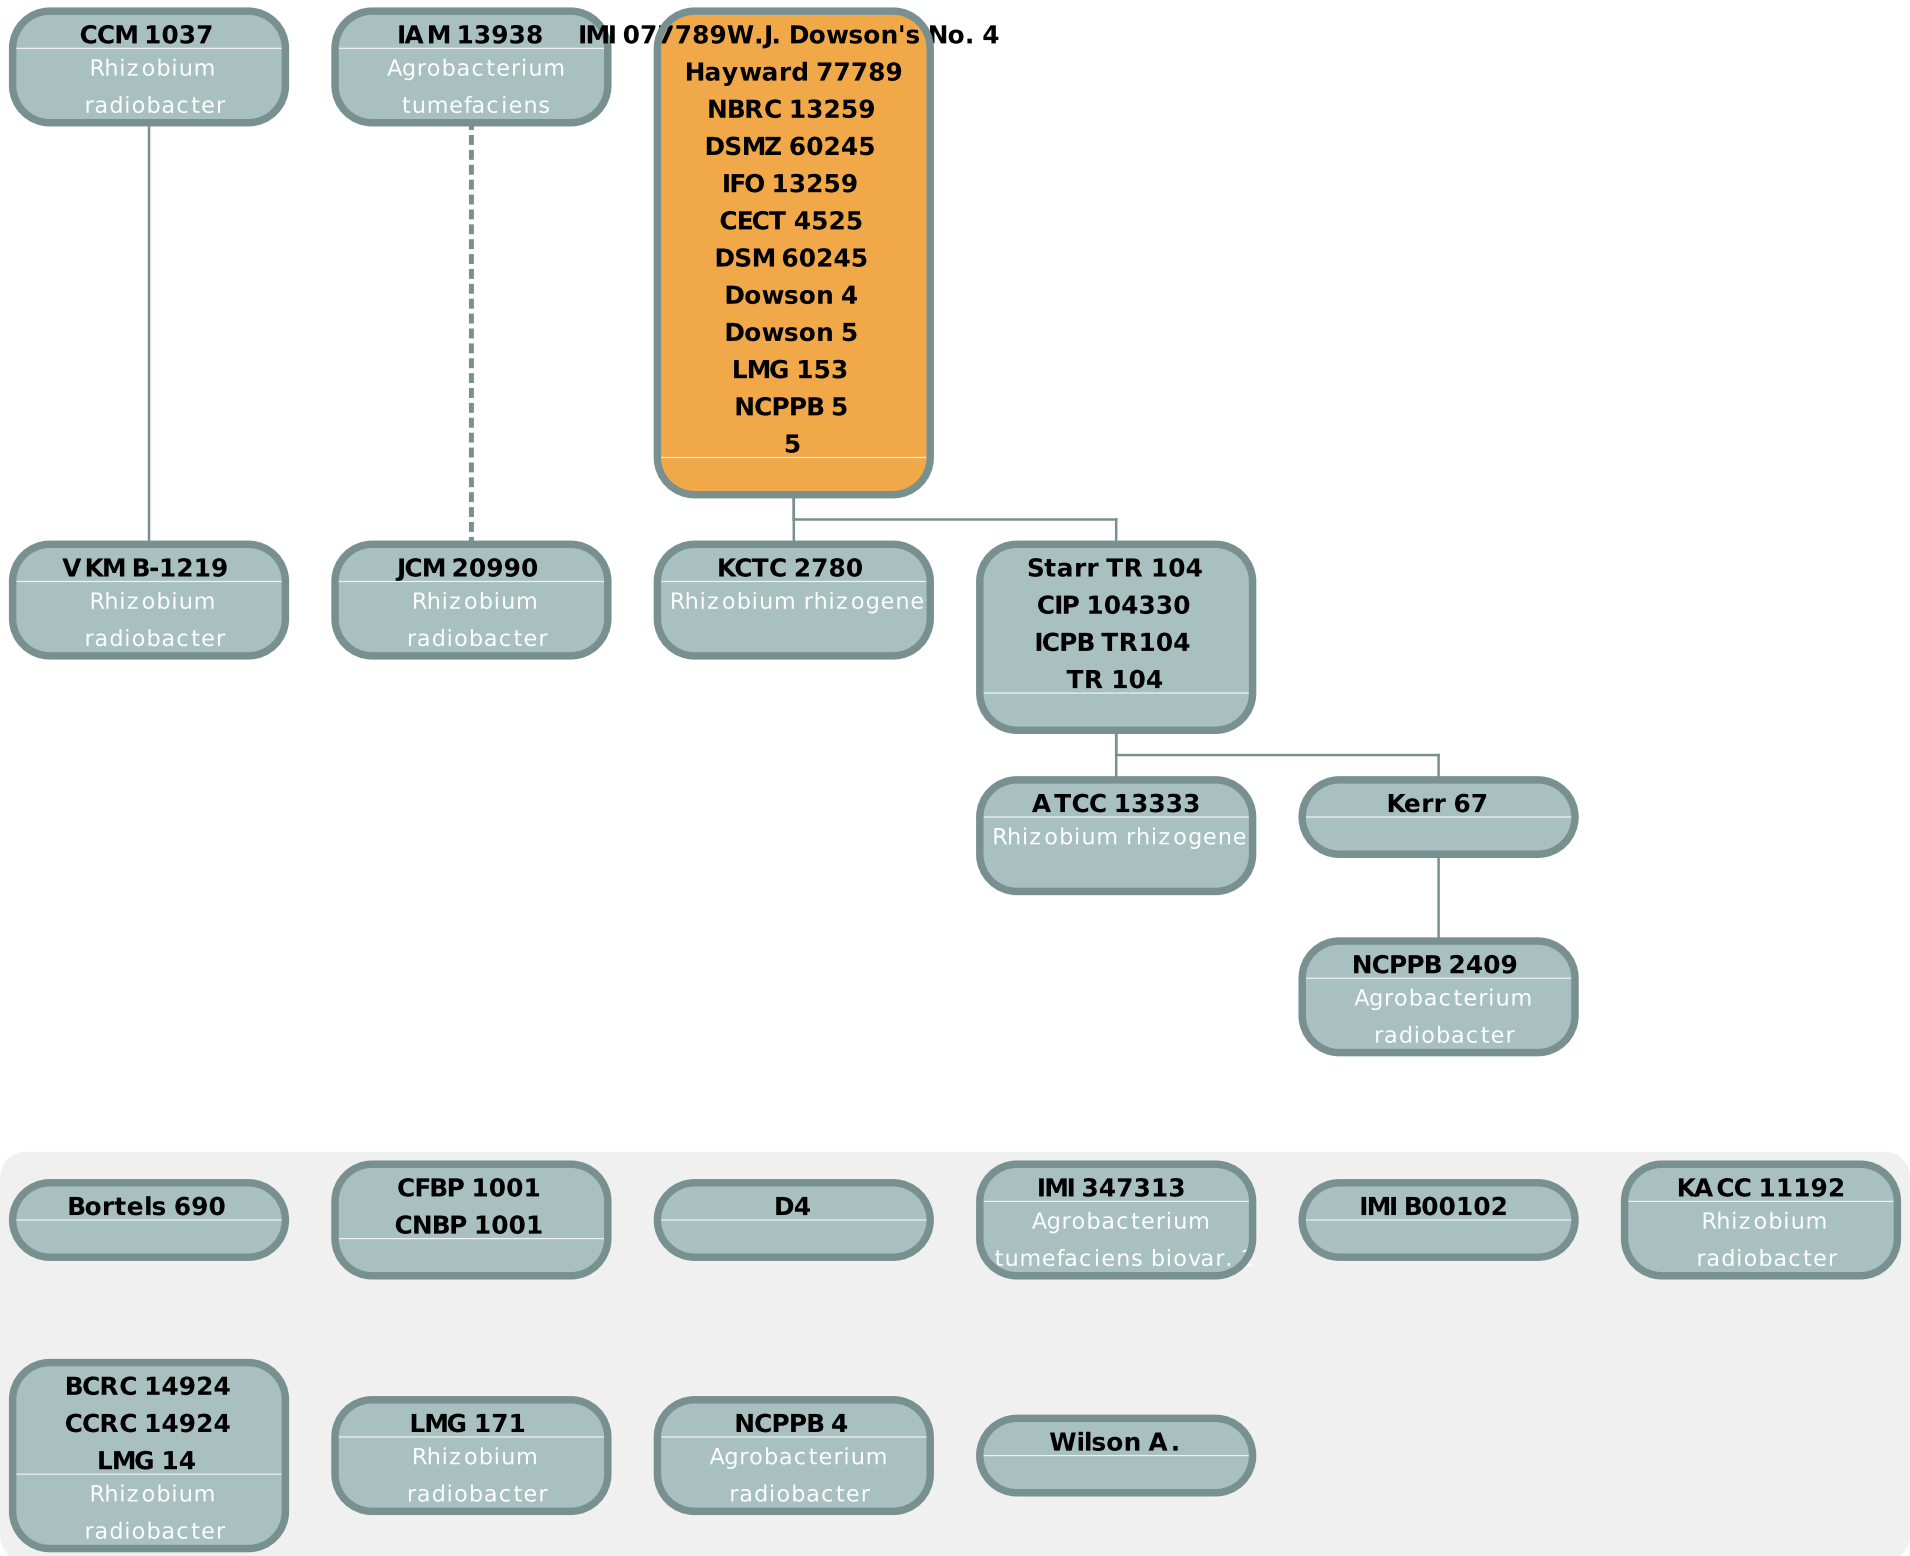 CCM 1037
Rhizobium
radiobacter
IAM 13938
Agrobacterium
tumefaciens
IMI 077789W.J. Dowson's No. 4
Hayward 77789
NBRC 13259
DSMZ 60245
IFO 13259
CECT 4525
DSM 60245
Dowson 4
Dowson 5
LMG 153
NCPPB 5
5
VKM B-1219
Rhizobium
radiobacter
JCM 20990
Rhizobium
radiobacter
KCTC 2780
Rhizobium rhizogene
Starr TR 104
CIP 104330
ICPB TR104
TR 104
ATCC 13333
Rhizobium rhizogene
Kerr 67
NCPPB 2409
Agrobacterium
radiobacter
Bortels 690
CFBP 1001
CNBP 1001
D4
IMI 347313
Agrobacterium
tumefaciens biovar.
IMI B00102
KACC 11192
Rhizobium
radiobacter
BCRC 14924
CCRC 14924
LMG 14
Rhizobium
radiobacter
LMG 171
Rhizobium
radiobacter
NCPPB 4
Agrobacterium
radiobacter
Wilson A.